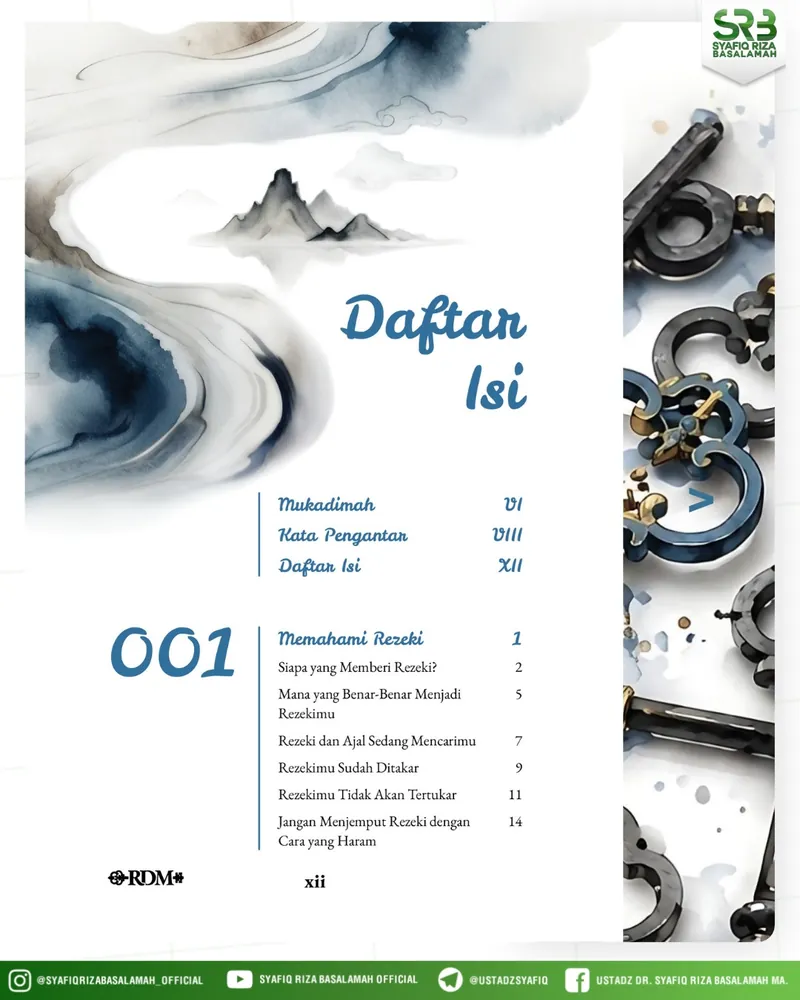 SRB
SYAFIQ RIZA
BASALAMAH
Daftar
Isi
Mukadimah VI
Kata Pengantar VIII
Daftar Isi XII
001
Memahami Rezeki 1
Siapa yang Memberi Rezeki? 2
Mana yang Benar-Benar Menjadi 5
Rezekimu
Rezeki dan Ajal Sedang Mencarimu 7
Rezekimu Sudah Ditakar 9
Rezekimu Tidak Akan Tertukar 11
Jangan Menjemput Rezeki dengan 14
Cara yang Haram
RDM
xii
>
@SYAFIQRIZABASALAMAH_OFFICIAL
SYAFIQ RIZA BASALAMAH OFFICIAL
@USTADZSYAFIQ
USTADZ DR. SYAFIQ RIZA BASALAMAH MA.